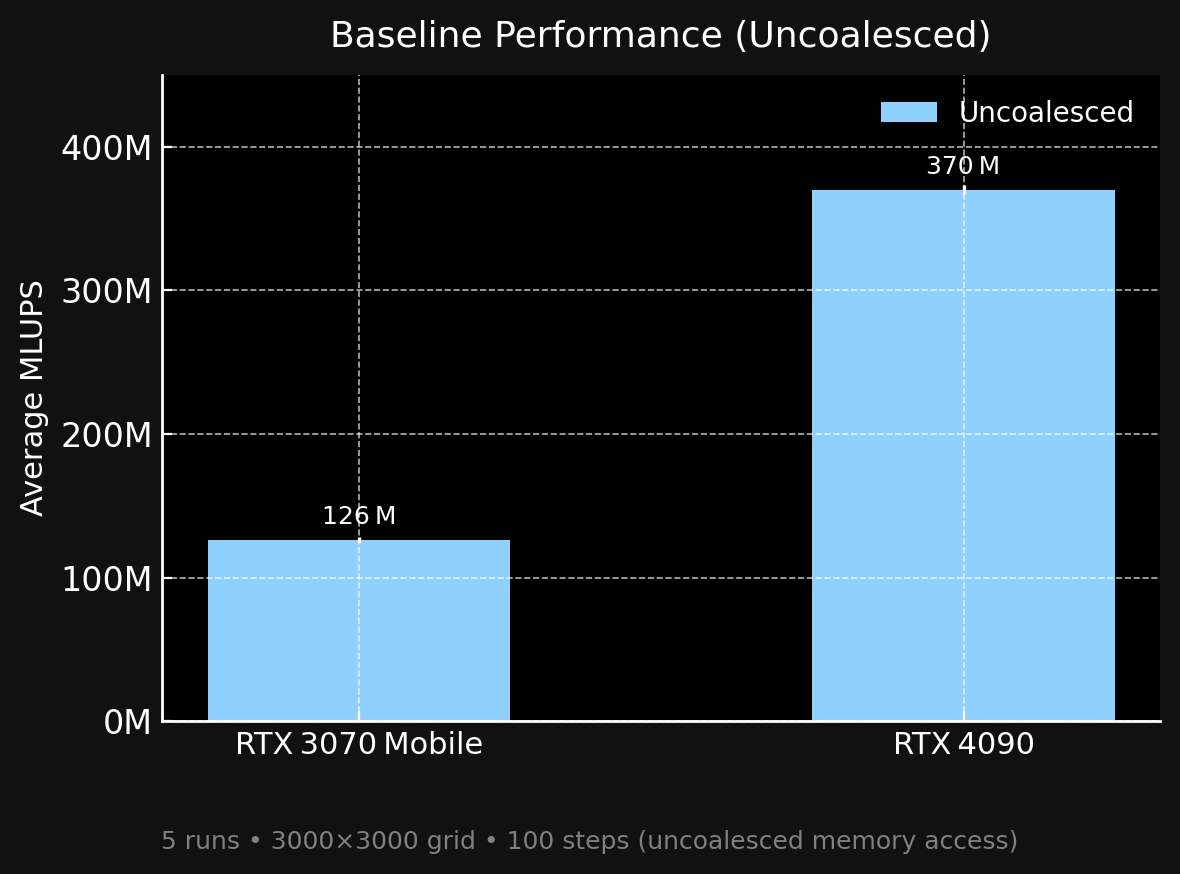 Baseline Performance (Uncoalesced)
Uncoalesced
Average MLUPS
400M
300M
200M
100M
0M
126 M
370 M
RTX 3070 Mobile
RTX 4090
5 runs • 3000×3000 grid • 100 steps (uncoalesced memory access)